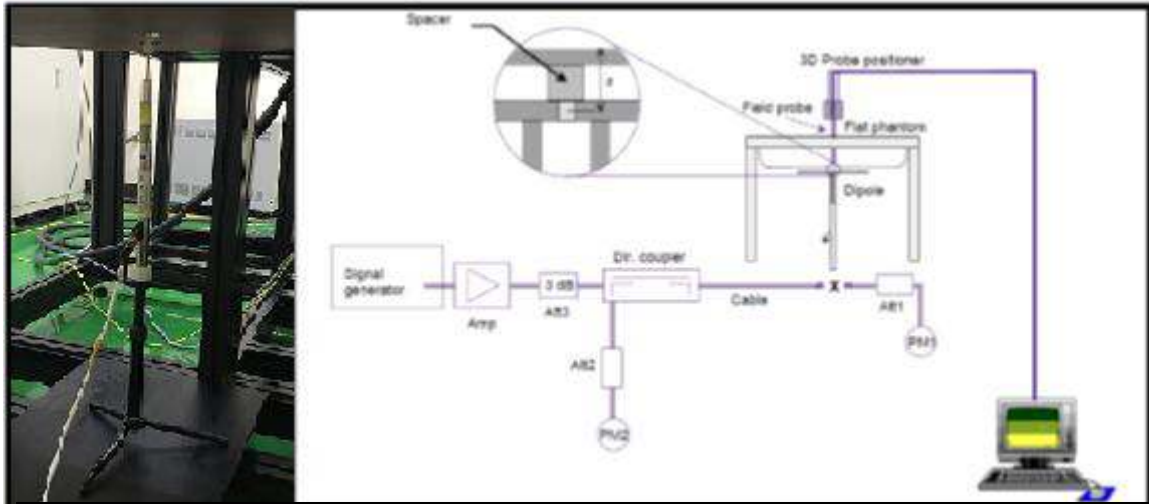 Spacer
s
3D Probe positioner
Field probe
Flat phantom
Dipole
Signal
generator
Amp
3 dB
Att3
Dir. coupler
Cable
x
Att1
PM1
Att2
PM2